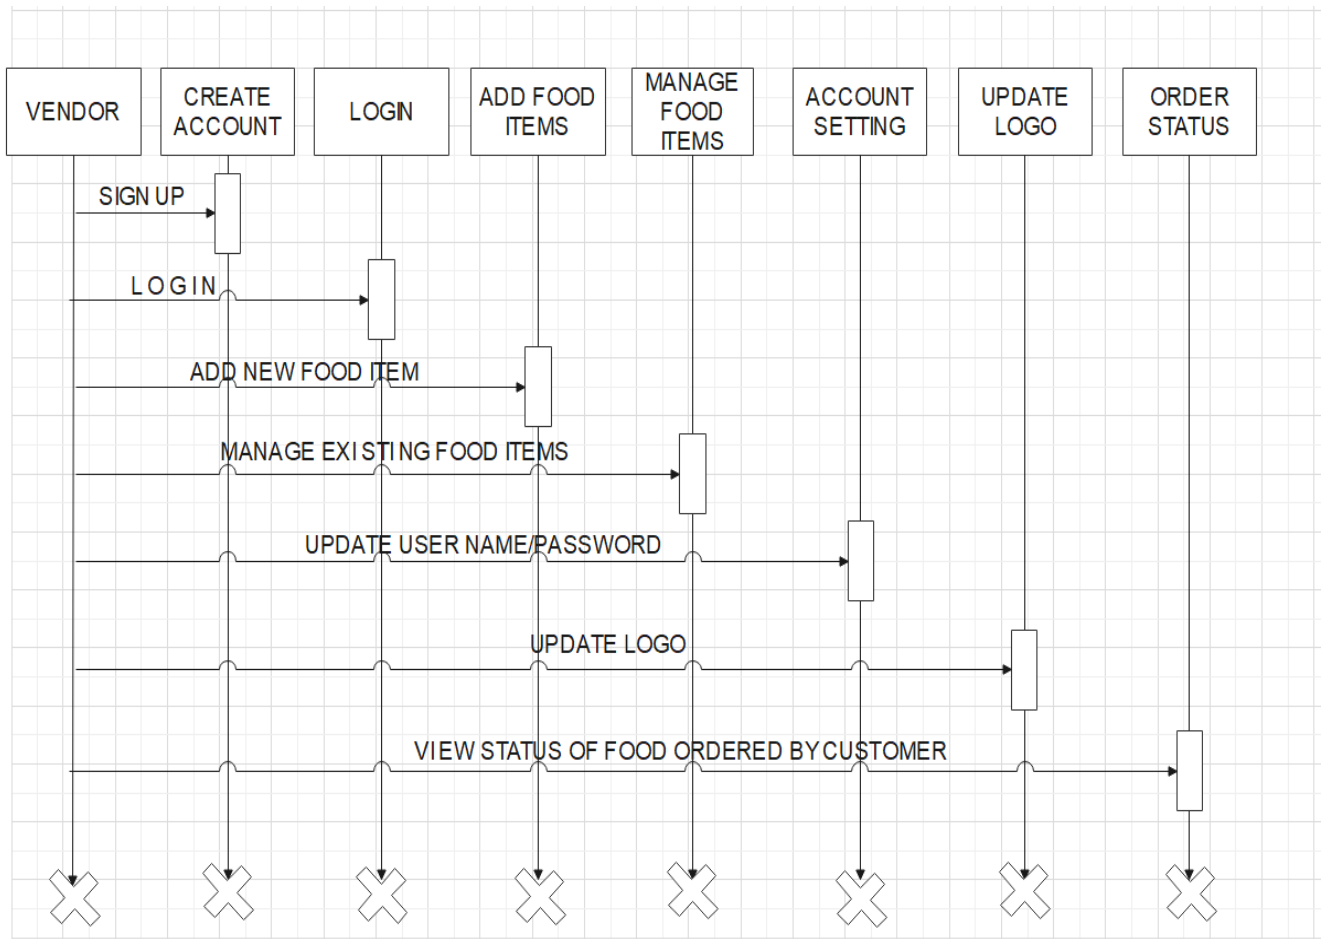 VENDOR
CREATE
ACCOUNT
LOGIN
ADD FOOD
ITEMS
MANAGE
FOOD
ITEMS
ACCOUNT
SETTING
UPDATE
LOGO
ORDER
STATUS
SIGN UP
LOGIN
ADD NEW FOOD ITEM
MANAGE EXISTING FOOD ITEMS
UPDATE USER NAME/PASSWORD
UPDATE LOGO
VIEW STATUS OF FOOD ORDERED BY CUSTOMER